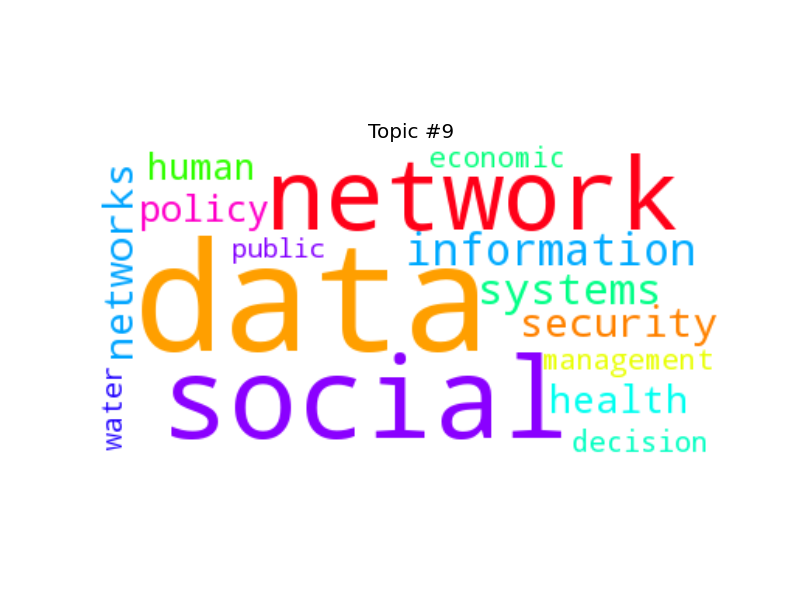 Topic #9
economic
human
network
networks
policy
public
information
data
systems
security
management
social
health
water
decision